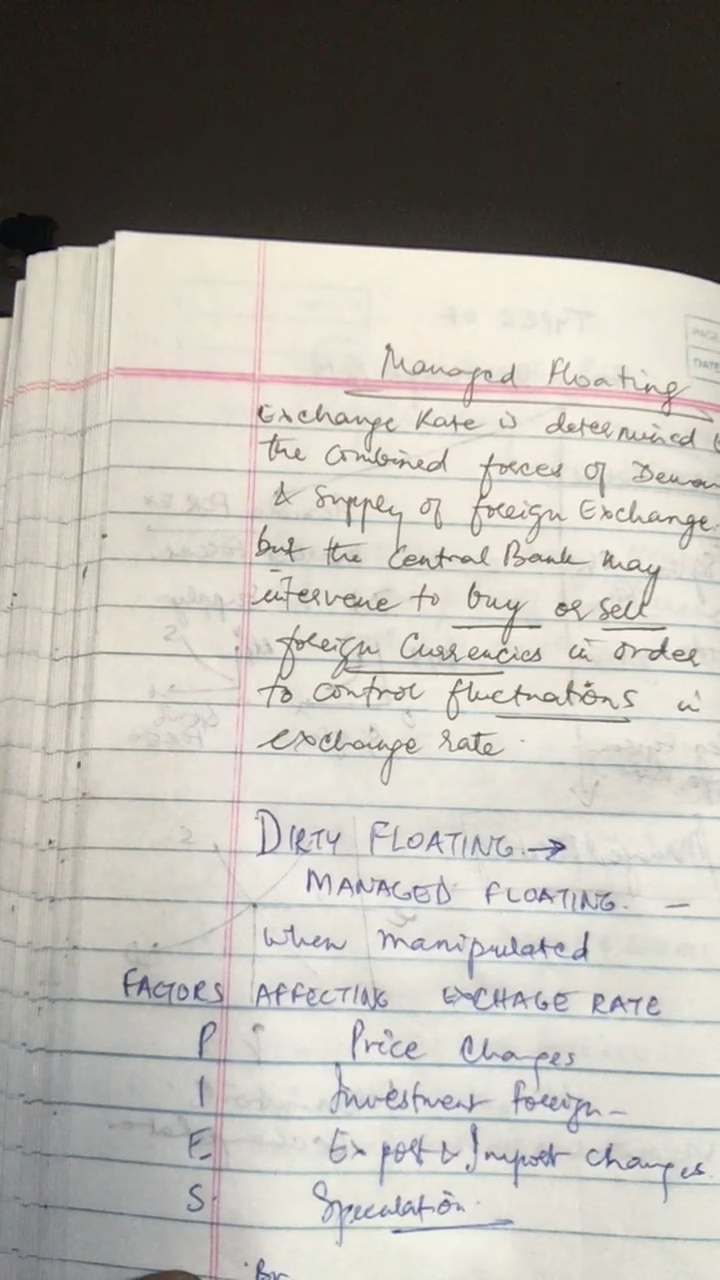 PAGE
DATE
Managed Floating
Exchange Rate is determined
the Combined forces of Deman
& Supply of foreign Exchange.
but the Central Bank may
intervene to buy or sell
foreign Currencies in order
to control fluctuations in
exchange rate.
DIRTY FLOATING. →
MANAGED FLOATING. —
when manipulated
FACTORS AFFECTING EXCHAGE RATE
P Price Changes
I Investment foreign -
E Export & Import changes.
S Speculation.